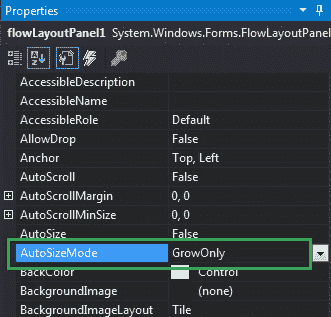 Properties
flowLayoutPanel1 System.Windows.Forms.FlowLayoutPanel
AccessibleDescription
AccessibleName
AccessibleRole Default
AllowDrop False
Anchor Top, Left
AutoScroll False
AutoScrollMargin 0, 0
AutoScrollMinSize 0, 0
AutoSize False
AutoSizeMode GrowOnly
BackColor Control
BackgroundImage (none)
BackgroundImageLayout Tile